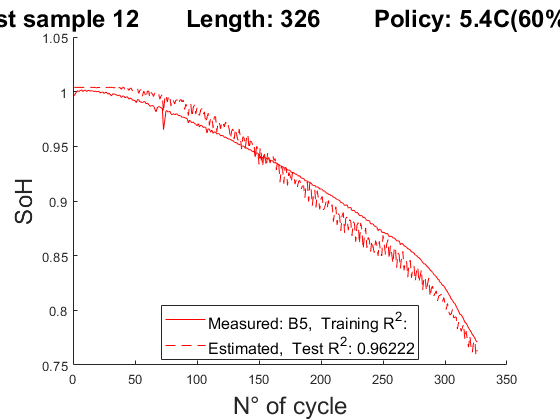 st sample 12 Length: 326 Policy: 5.4C(60%
1.05
1
0.95
0.9
0.85
0.8
0.75
SoH
0 50 100 150 200 250 300 350
N° of cycle
Measured: B5, Training R²:
Estimated, Test R²: 0.96222